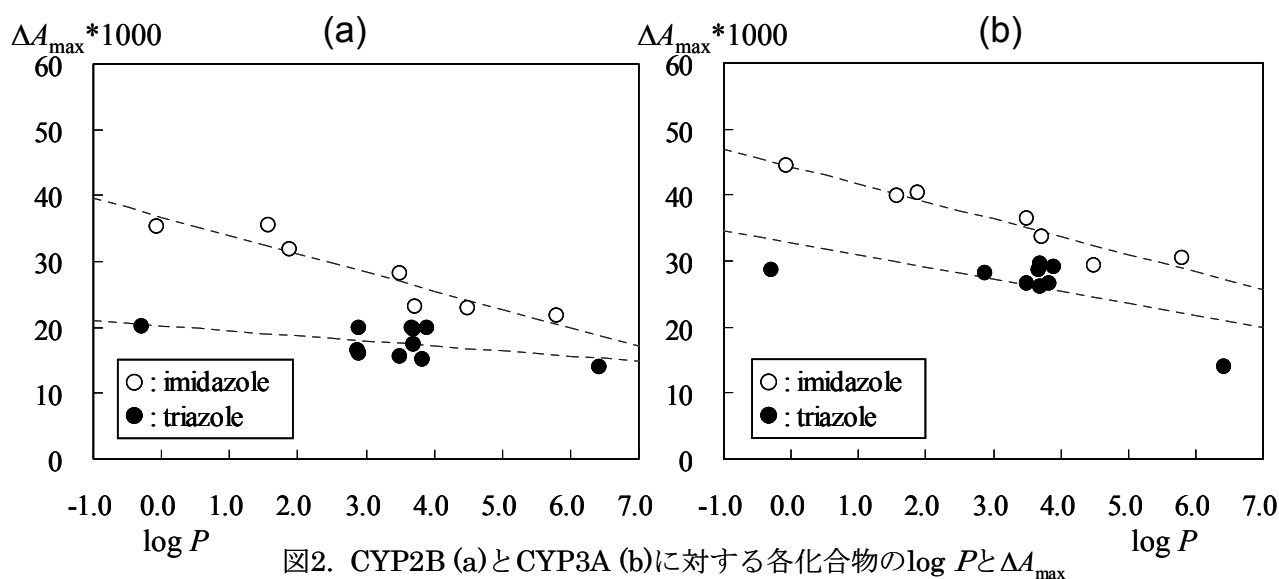 ΔAmax*1000
(a)
60
50
40
30
20
10
0
○: imidazole
●: triazole
-1.0 0.0 1.0 2.0 3.0 4.0 5.0 6.0 7.0
log P
ΔAmax*1000
(b)
60
50
40
30
20
10
0
○: imidazole
●: triazole
-1.0 0.0 1.0 2.0 3.0 4.0 5.0 6.0 7.0
log P
図2. CYP2B (a)とCYP3A (b)に対する各化合物のlog PとΔAmax